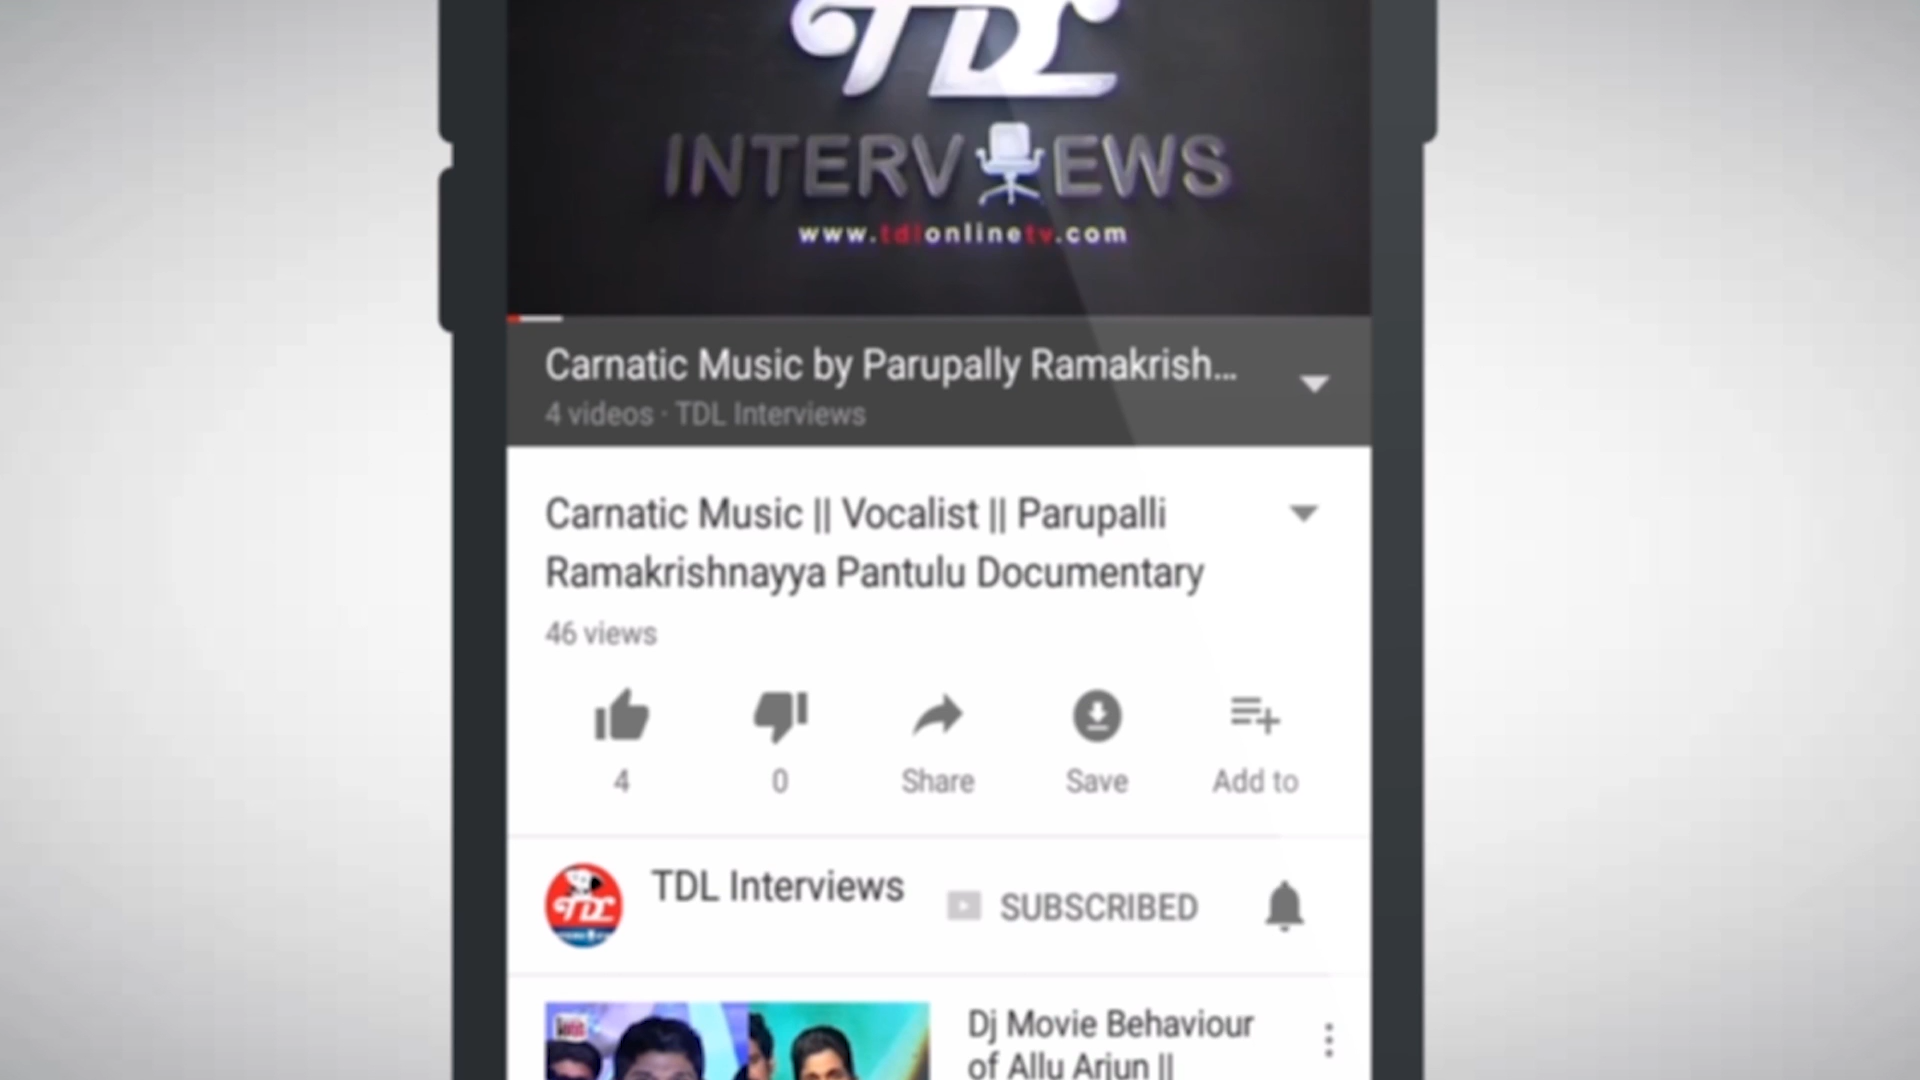 TDL
INTERVIEWS
www.tdlonlinetv.com
Carnatic Music by Parupally Ramakrish...
4 videos · TDL Interviews
Carnatic Music || Vocalist || Parupalli
Ramakrishnayya Pantulu Documentary
46 views
4
0
Share
Save
Add to
TDL
TDL Interviews
SUBSCRIBED
Dj Movie Behaviour
of Allu Arjun ||